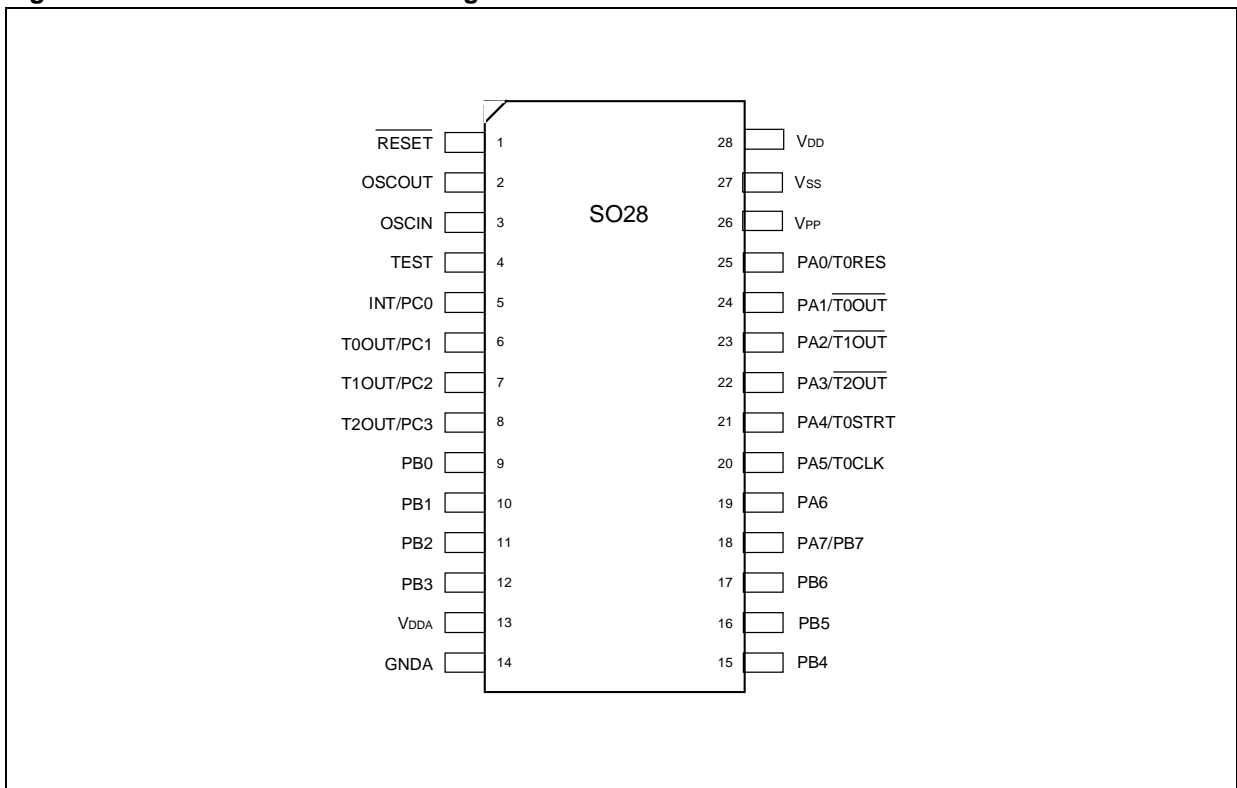 RESET 1 28 VDD
OSCOUT 2 27 VSS
OSCIN 3 SO28 26 VPP
TEST 4 25 PA0/T0RES
INT/PC0 5 24 PA1/T0OUT
T0OUT/PC1 6 23 PA2/T1OUT
T1OUT/PC2 7 22 PA3/T2OUT
T2OUT/PC3 8 21 PA4/T0STRT
PB0 9 20 PA5/T0CLK
PB1 10 19 PA6
PB2 11 18 PA7/PB7
PB3 12 17 PB6
VDDA 13 16 PB5
GNDA 14 15 PB4